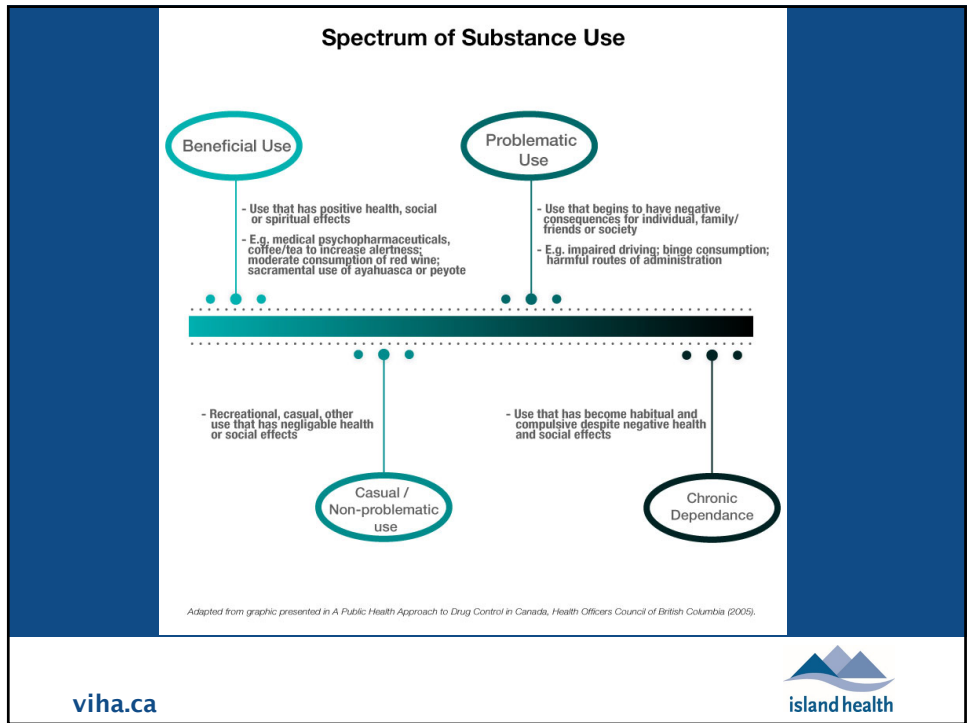 Spectrum of Substance Use
Beneficial Use
- Use that has positive health, social
or spiritual effects
- E.g. medical psychopharmaceuticals,
coffee/tea to increase alertness;
moderate consumption of red wine;
sacramental use of ayahuasca or peyote
Problematic
Use
- Use that begins to have negative
consequences for individual, family/
friends or society
- E.g. impaired driving; binge consumption;
harmful routes of administration
- Recreational, casual, other
use that has negligable health
or social effects
Casual /
Non-problematic
use
- Use that has become habitual and
compulsive despite negative health
and social effects
Chronic
Dependance
Adapted from graphic presented in A Public Health Approach to Drug Control in Canada, Health Officers Council of British Columbia (2005).
viha.ca
island health